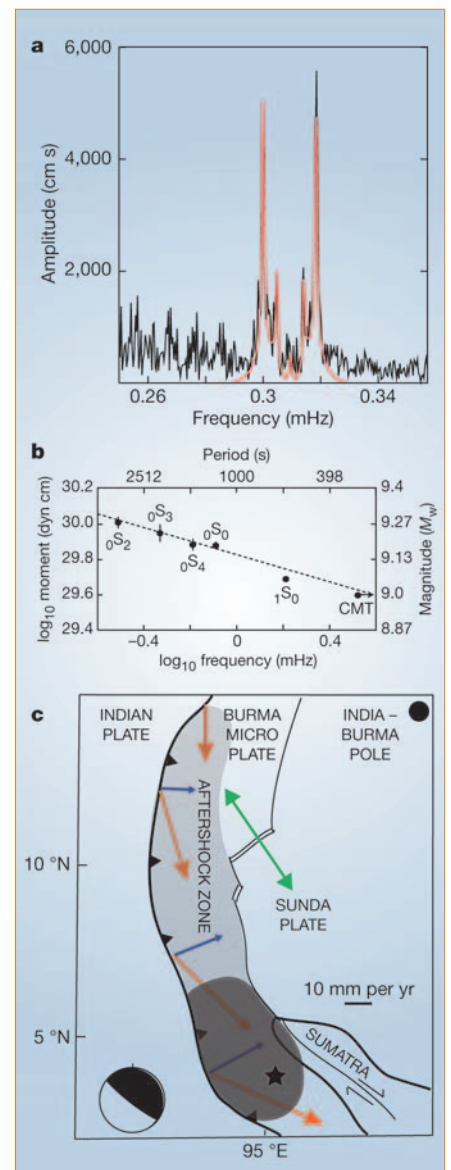 a
6,000
4,000
2,000
Amplitude (cm s)
0.26
0.3
0.34
Frequency (mHz)
b
Period (s)
2512
1000
398
30.2
30.0
29.8
29.6
29.4
log10 moment (dyn cm)
9.4
9.27
9.13
9.0
8.87
Magnitude (Mw)
0S2
0S3
0S4
0S0
1S0
CMT
−0.4
0
0.4
log10 frequency (mHz)
c
INDIAN
PLATE
BURMA
MICRO
PLATE
INDIA –
BURMA
POLE
AFTERSHOCK ZONE
10 °N
SUNDA
PLATE
10 mm per yr
5 °N
SUMATRA
95 °E